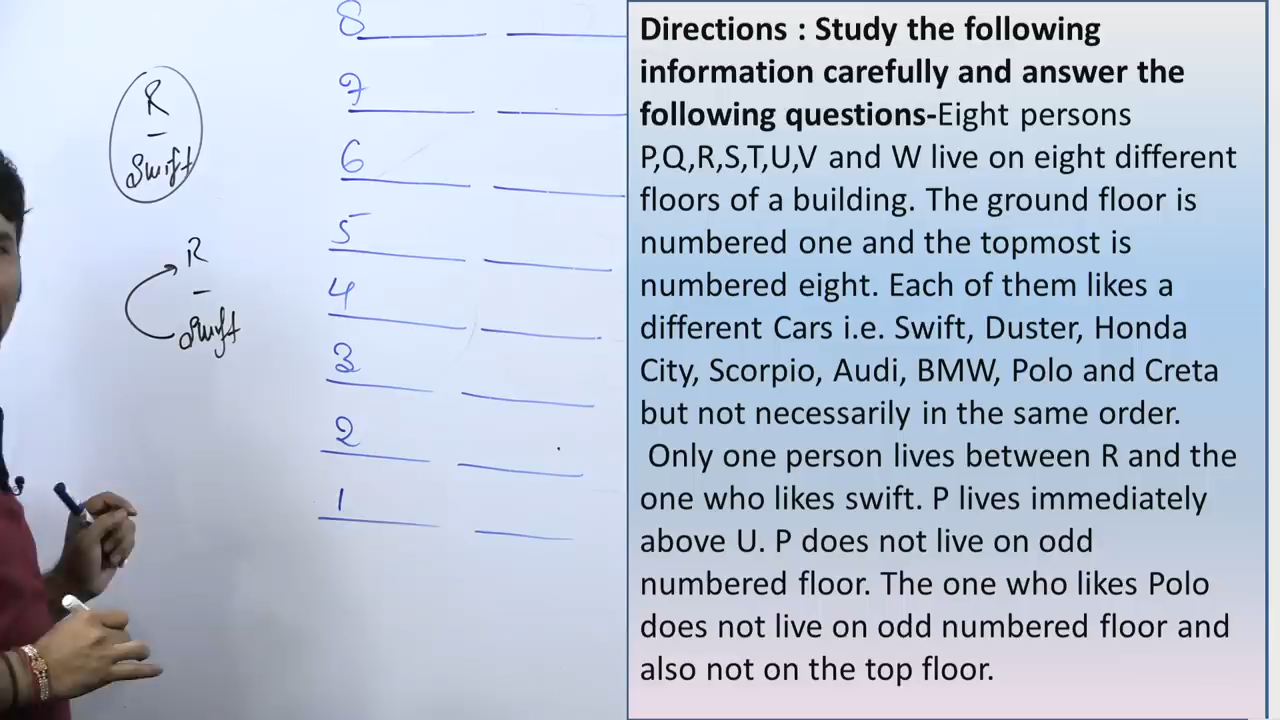 R
—
Swift
R
—
Swift
8
7
6
5
4
3
2
1
Directions : Study the following
information carefully and answer the
following questions-Eight persons
P,Q,R,S,T,U,V and W live on eight different
floors of a building. The ground floor is
numbered one and the topmost is
numbered eight. Each of them likes a
different Cars i.e. Swift, Duster, Honda
City, Scorpio, Audi, BMW, Polo and Creta
but not necessarily in the same order.
Only one person lives between R and the
one who likes swift. P lives immediately
above U. P does not live on odd
numbered floor. The one who likes Polo
does not live on odd numbered floor and
also not on the top floor.